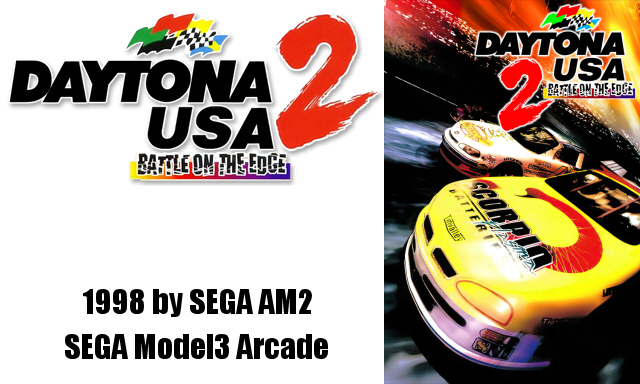 DAYTONA
USA 2
BATTLE ON THE EDGE
1998 by SEGA AM2
SEGA Model3 Arcade
DAYTONA
USA
2 BATTLE ON THE EDGE
SCORPIO
BATTERIE